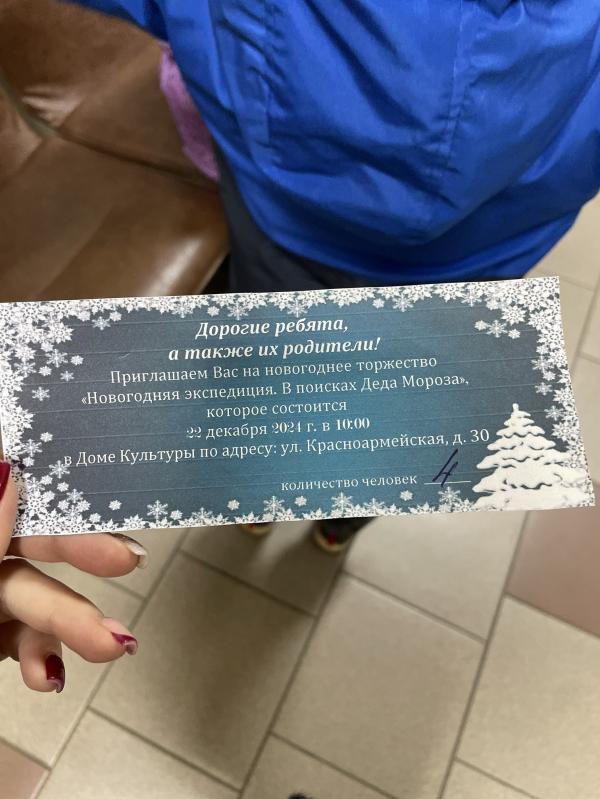 Дорогие ребята,
а также их родители!
Приглашаем Вас на новогоднее торжество
«Новогодняя экспедиция. В поисках Деда Мороза»,
которое состоится
22 декабря 2024 г. в 10:00
в Доме Культуры по адресу: ул. Красноармейская, д. 30
количество человек 4